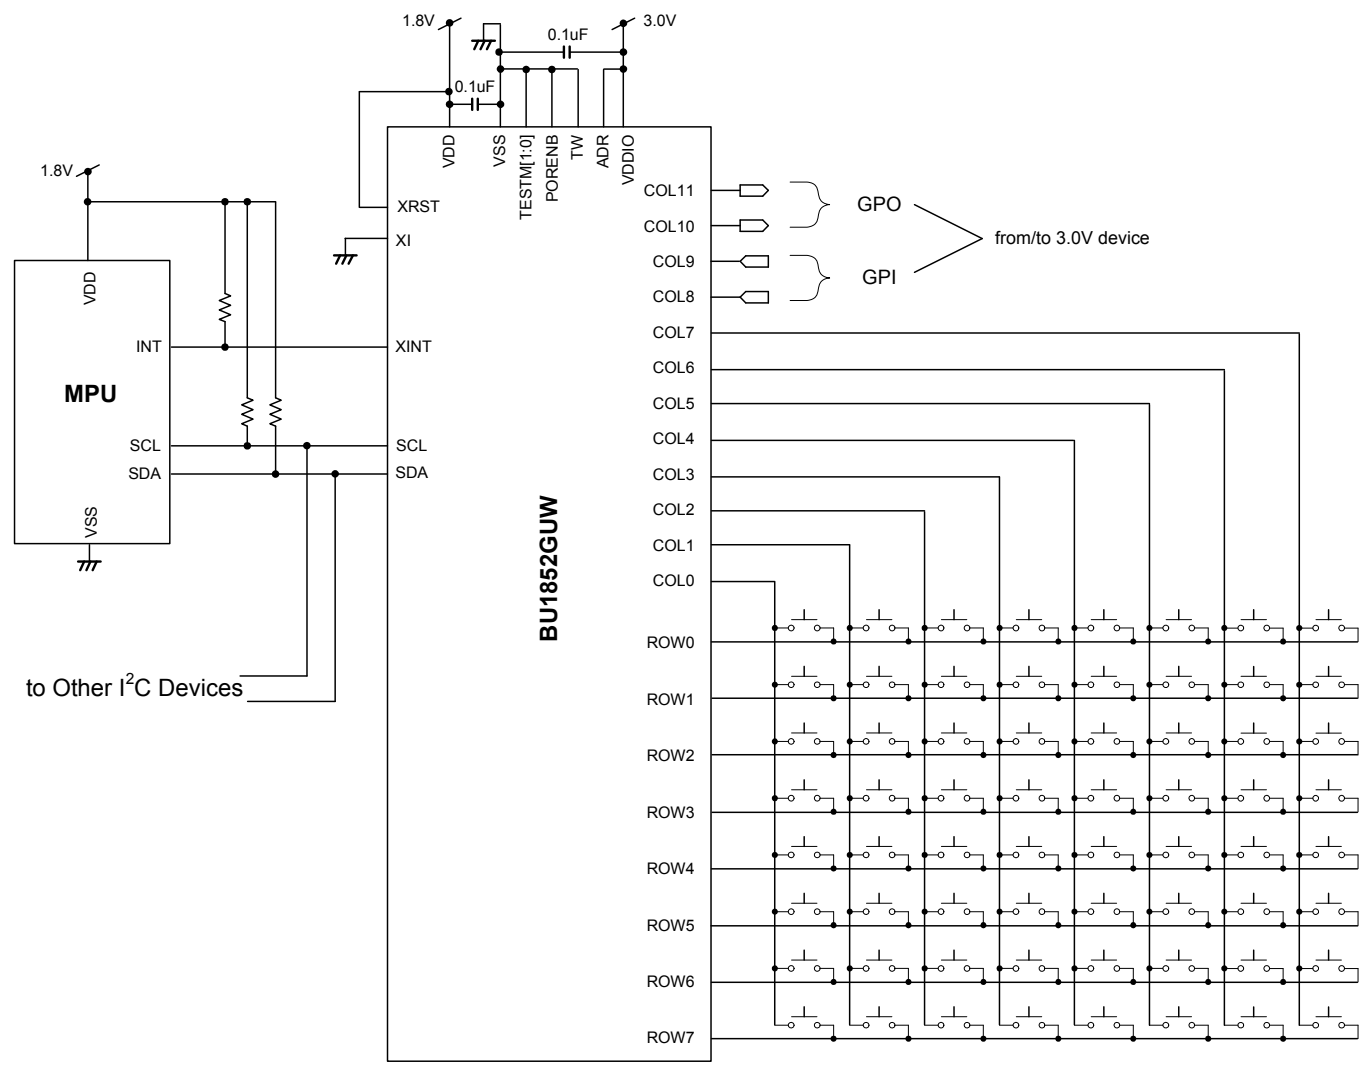 1.8V
3.0V
0.1uF
0.1uF
VDD
VSS
TESTM[1:0]
PORENB
TW
ADR
VDDIO
1.8V
VDD
INT
MPU
SCL
SDA
VSS
to Other I²C Devices
XRST
XI
XINT
SCL
SDA
BU1852GUW
COL11
COL10
COL9
COL8
COL7
COL6
COL5
COL4
COL3
COL2
COL1
COL0
ROW0
ROW1
ROW2
ROW3
ROW4
ROW5
ROW6
ROW7
GPO
GPI
from/to 3.0V device